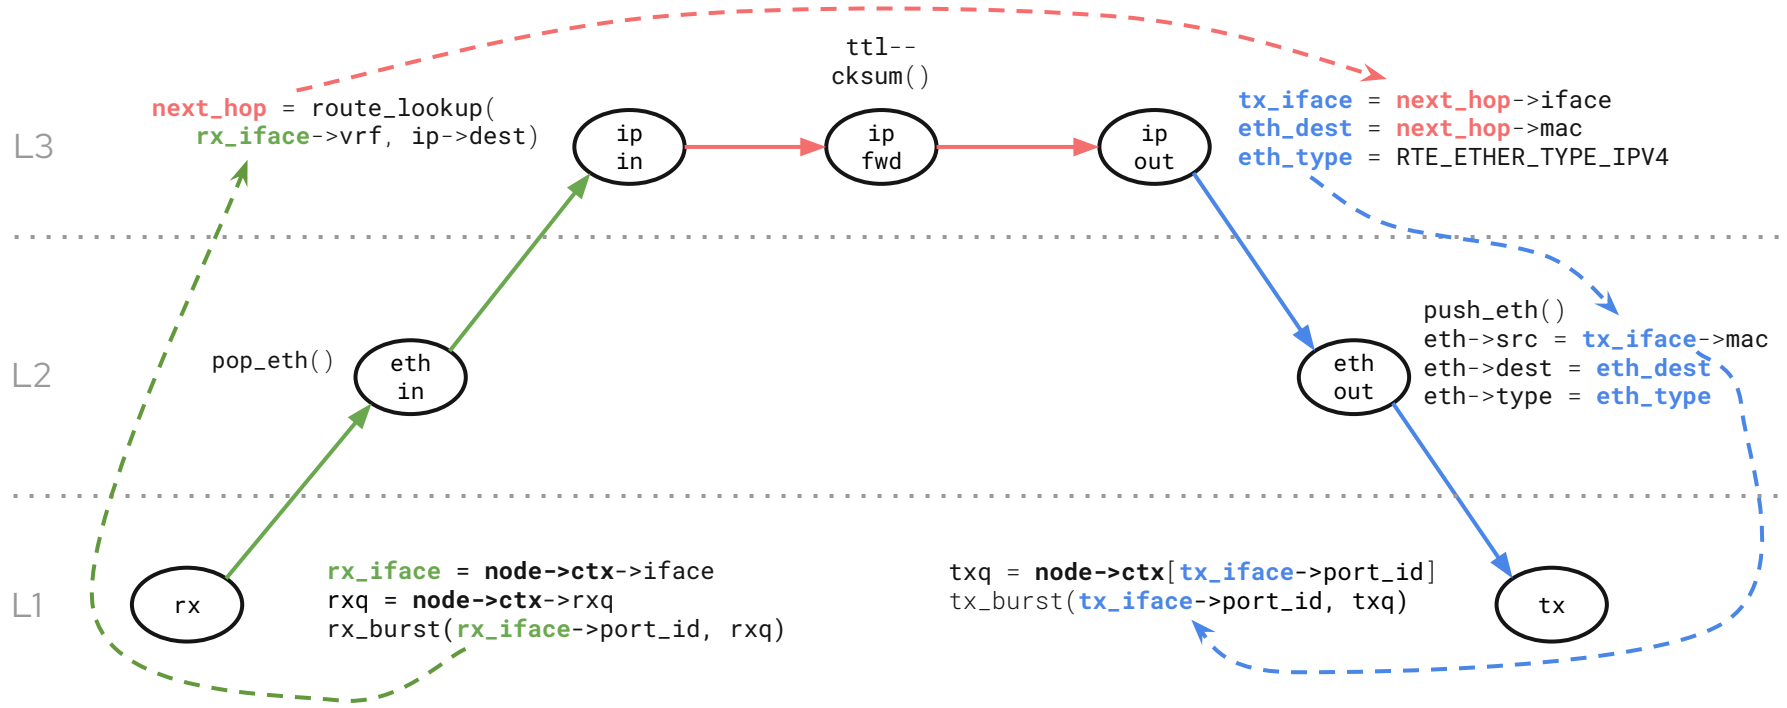 ttl--
cksum()
next_hop = route_lookup(
rx_iface->vrf, ip->dest)
L3
ip
in
ip
fwd
ip
out
tx_iface = next_hop->iface
eth_dest = next_hop->mac
eth_type = RTE_ETHER_TYPE_IPV4
L2
pop_eth()
eth
in
eth
out
push_eth()
eth->src = tx_iface->mac
eth->dest = eth_dest
eth->type = eth_type
L1
rx
rx_iface = node->ctx->iface
rxq = node->ctx->rxq
rx_burst(rx_iface->port_id, rxq)
txq = node->ctx[tx_iface->port_id]
tx_burst(tx_iface->port_id, txq)
tx